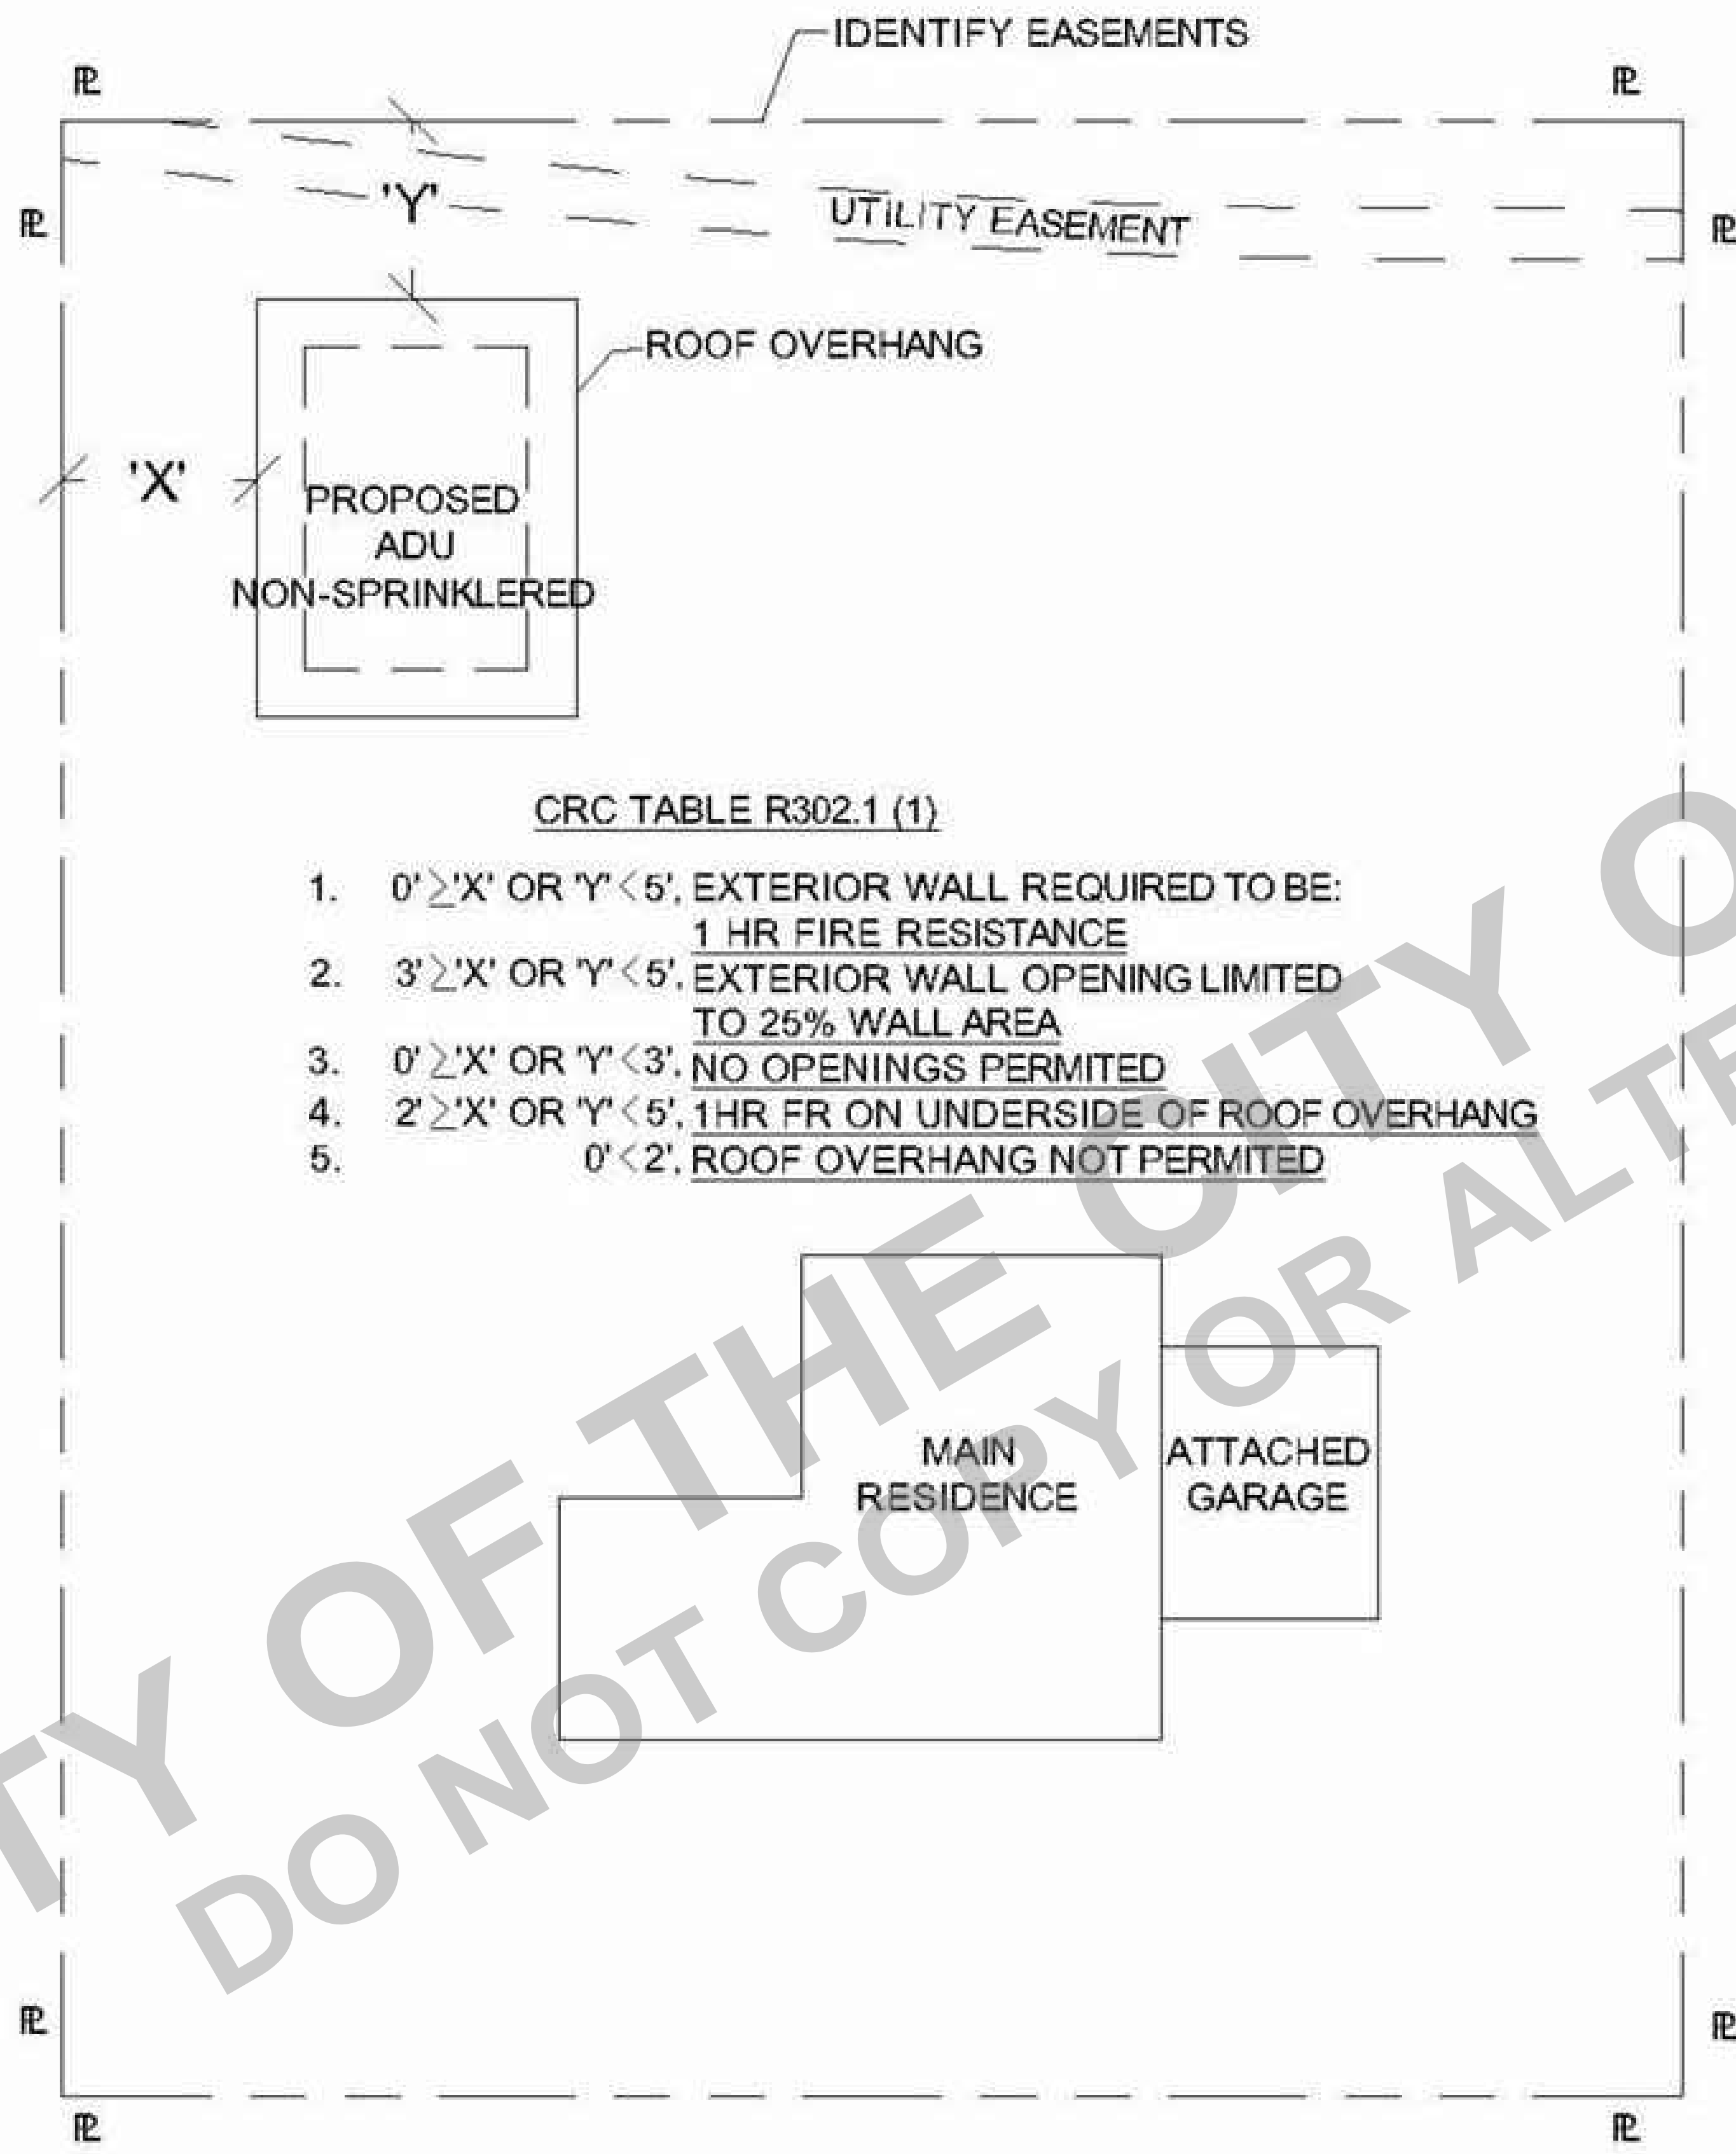 IDENTIFY EASEMENTS
PL
PL
PL
'Y'
UTILITY EASEMENT
PL
ROOF OVERHANG
'X'
PROPOSED
ADU
NON-SPRINKLERED
CRC TABLE R302.1 (1)
1. 0'≥'X' OR 'Y'<5', EXTERIOR WALL REQUIRED TO BE:
1 HR FIRE RESISTANCE
2. 3'≥'X' OR 'Y'<5', EXTERIOR WALL OPENING LIMITED
TO 25% WALL AREA
3. 0'≥'X' OR 'Y'<3', NO OPENINGS PERMITED
4. 2'≥'X' OR 'Y'<5', 1HR FR ON UNDERSIDE OF ROOF OVERHANG
5. 0'<2', ROOF OVERHANG NOT PERMITED
MAIN
RESIDENCE
ATTACHED
GARAGE
TY OF THE CITY O
DO NOT COPY OR ALTE
PL
PL
PL
PL